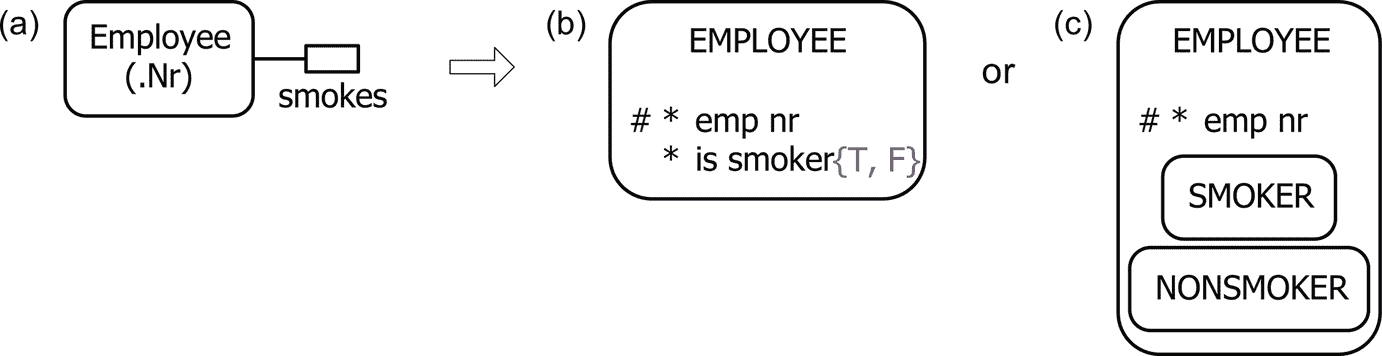 (a)
Employee
(.Nr)
smokes
(b)
EMPLOYEE
# * emp nr
* is smoker{T, F}
or
(c)
EMPLOYEE
# * emp nr
SMOKER
NONSMOKER